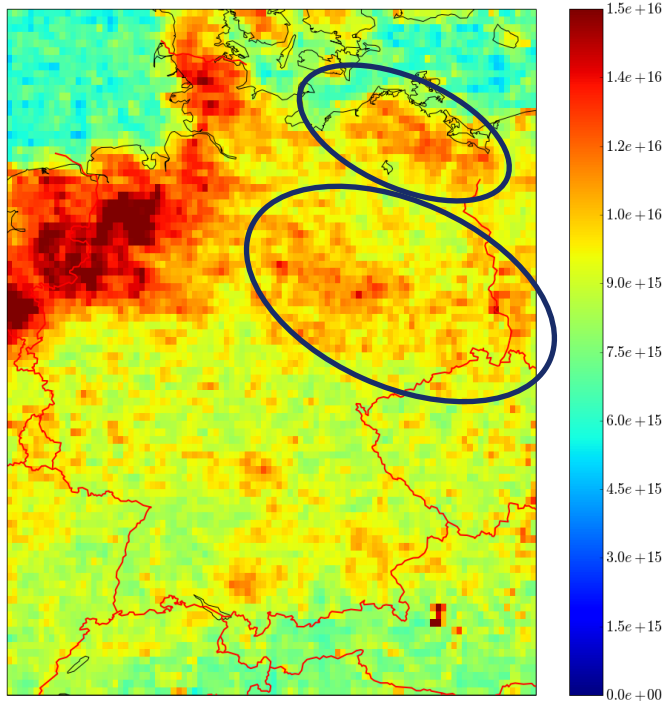 1.5e + 16
1.4e + 16
1.2e + 16
1.0e + 16
9.0e + 15
7.5e + 15
6.0e + 15
4.5e + 15
3.0e + 15
1.5e + 15
0.0e + 00